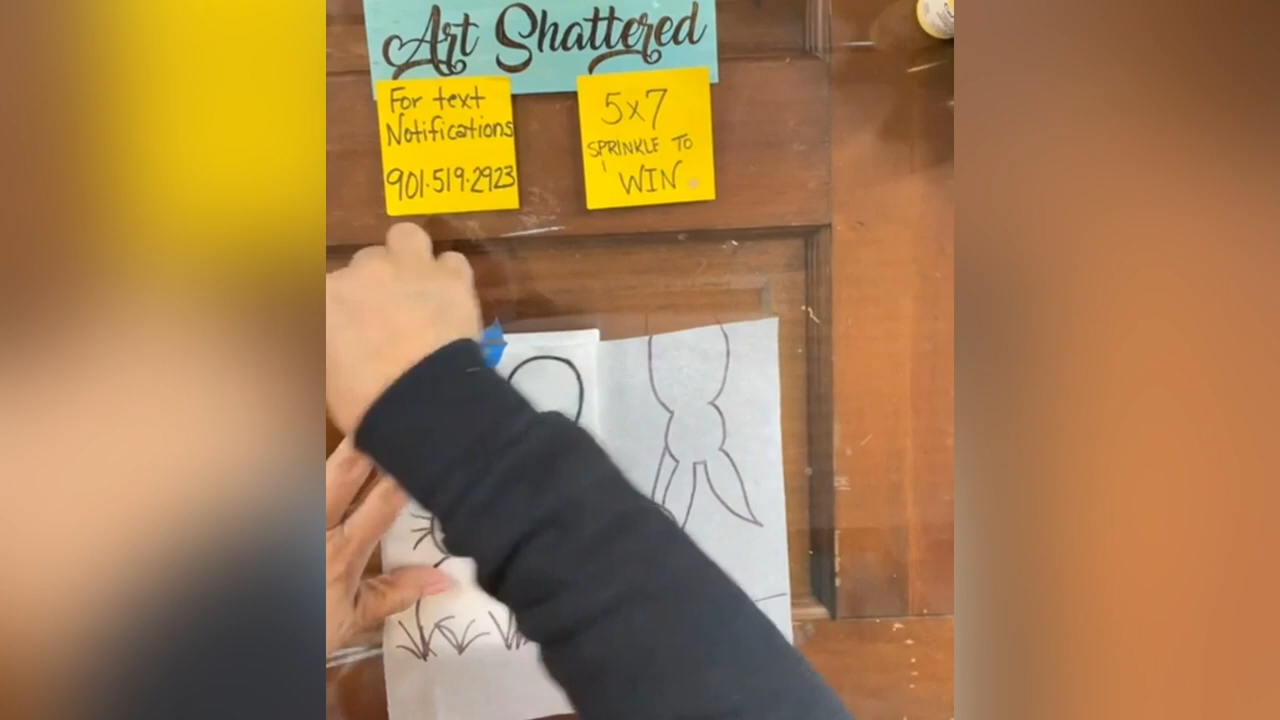 Art Shattered
For text
Notifications
901.519.2923
5x7
SPRINKLE TO
WIN.